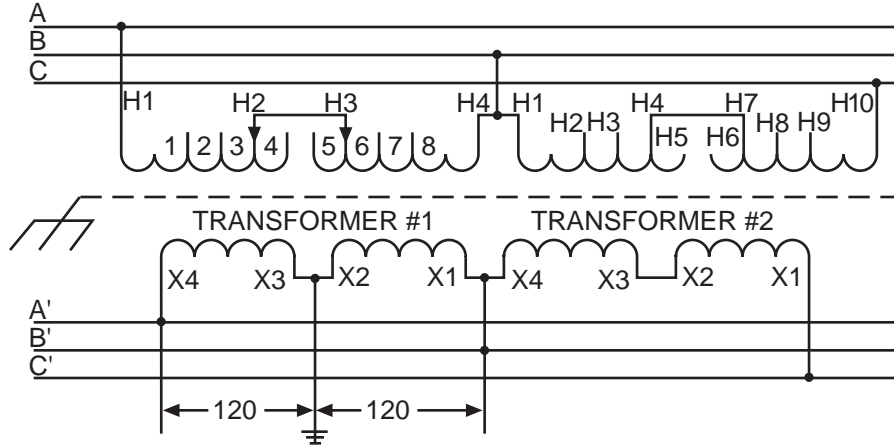 A
B
C
H1 H2 H3 H4 H1 H2 H3 H4 H5 H6 H7 H8 H9 H10
1 2 3 4 5 6 7 8
TRANSFORMER #1 TRANSFORMER #2
X4 X3 X2 X1 X4 X3 X2 X1
A'
B'
C'
120 120